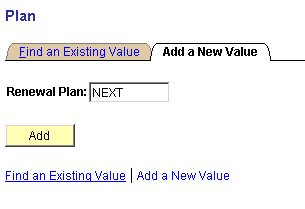 Plan
Find an Existing Value Add a New Value
Renewal Plan: NEXT
Add
Find an Existing Value | Add a New Value